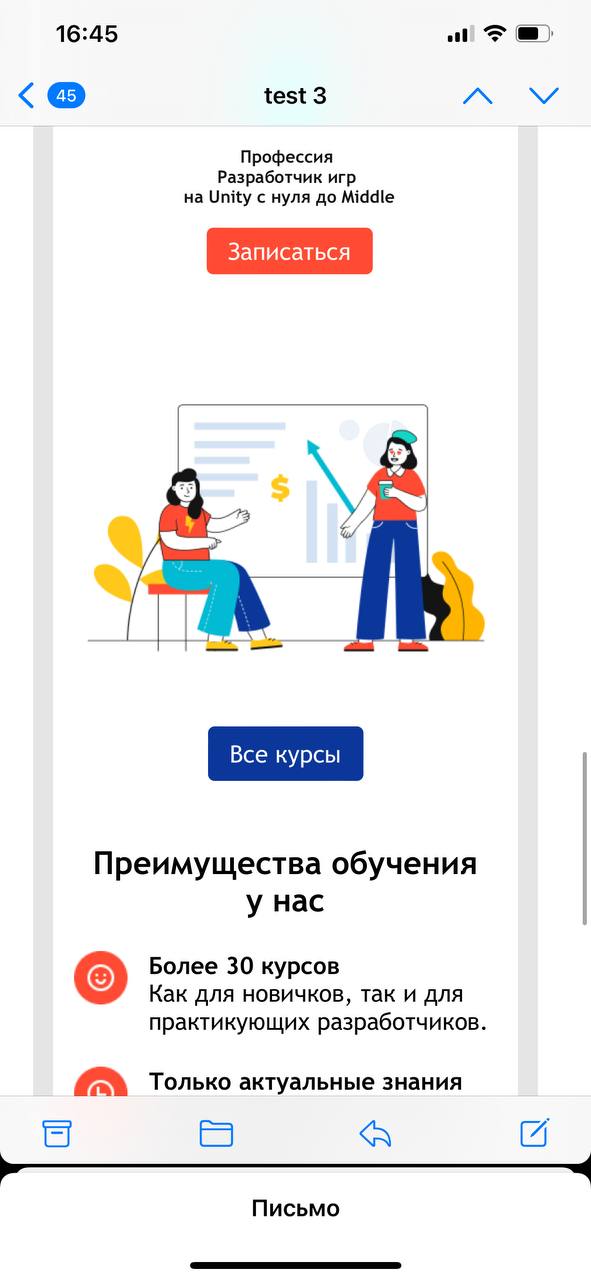 16:45
45
test 3
Профессия
Разработчик игр
на Unity с нуля до Middle
Записаться
$
Все курсы
Преимущества обучения
у нас
Более 30 курсов
Как для новичков, так и для
практикующих разработчиков.
Только актуальные знания
Письмо